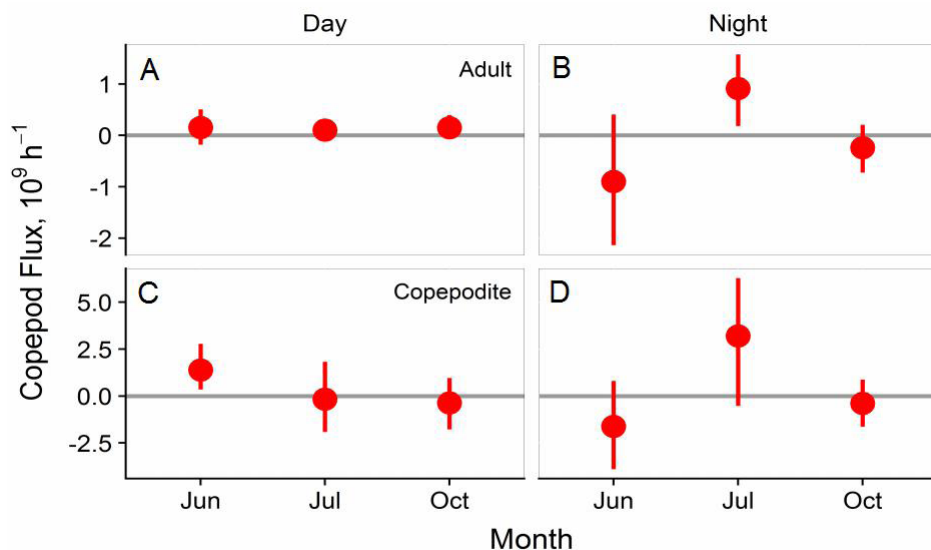 Day Night
A Adult B
1
0
-1
-2
C Copepodite D
5.0
2.5
0.0
-2.5
Copepod Flux, 10⁹ h⁻¹
Jun Jul Oct Jun Jul Oct
Month